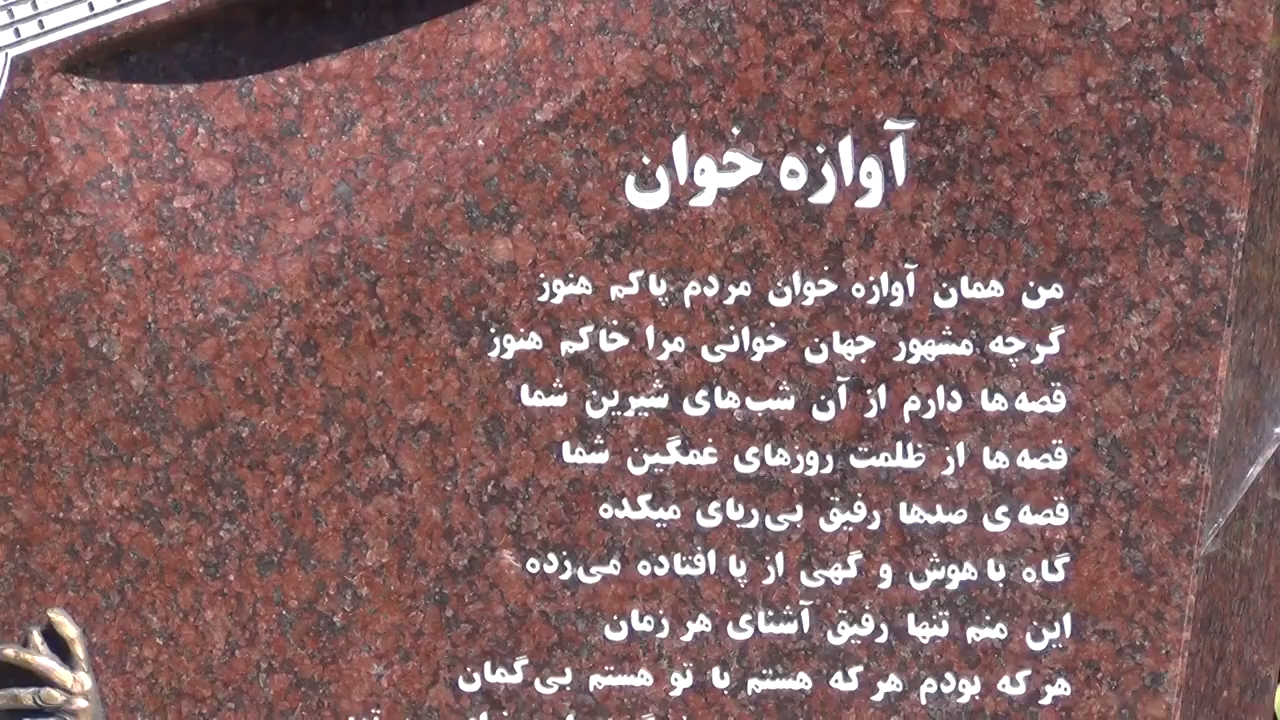 آوازه خوان
من همان آوازه خوان مردم پاکم هنوز
گرچه مشهور جهان خوانی مرا خاکم هنوز
قصه ها دارم از آن شب‌های شیرین شما
قصه ها از ظلمت روزهای غمگین شما
قصه ی صدها رفیق بی‌ریای میکده
گاه با هوش و گهی از پا افتاده می‌زده
این منم تنها رفیق آشنای هر زمان
هر که بودم هر که هستم با تو هستم بی‌گمان